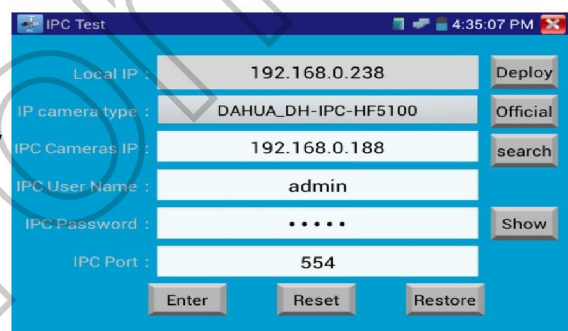 IPC Test 4:35:07 PM
Local IP : 192.168.0.238 Deploy
IP camera type : DAHUA_DH-IPC-HF5100 Official
IPC Cameras IP : 192.168.0.188 search
IPC User Name : admin
IPC Password : ••••• Show
IPC Port : 554
Enter Reset Restore